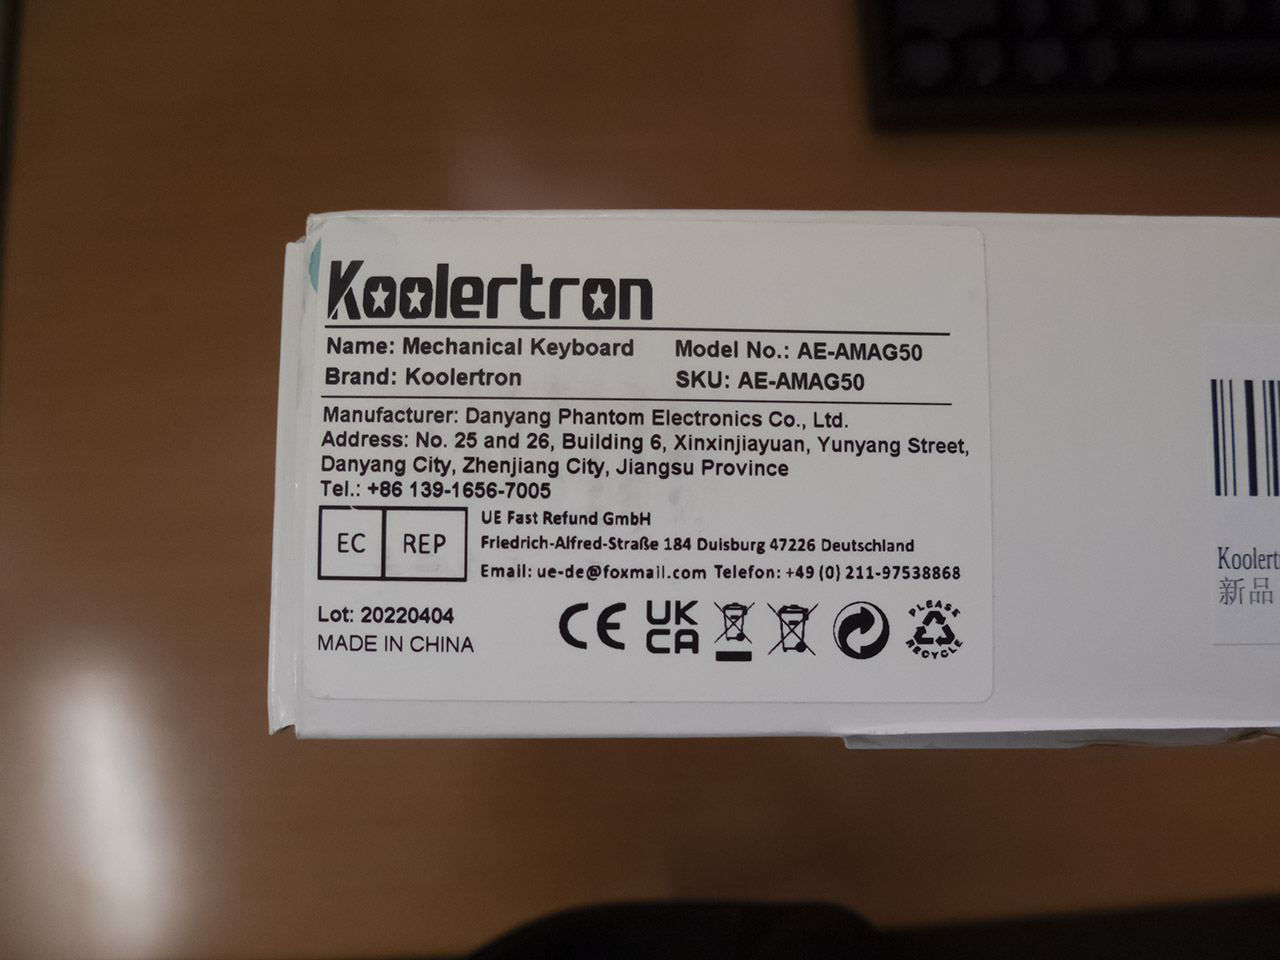 Koolertron
Name: Mechanical Keyboard Model No.: AE-AMAG50
Brand: Koolertron SKU: AE-AMAG50
Manufacturer: Danyang Phantom Electronics Co., Ltd.
Address: No. 25 and 26, Building 6, Xinxinjiayuan, Yunyang Street,
Danyang City, Zhenjiang City, Jiangsu Province
Tel.: +86 139-1656-7005
EC REP
UE Fast Refund GmbH
Friedrich-Alfred-Straße 184 Duisburg 47226 Deutschland
Email: ue-de@foxmail.com Telefon: +49 (0) 211-97538868
Lot: 20220404
MADE IN CHINA
CE
UK
CA
PLEASE
RECYCLE
Koolert
新品